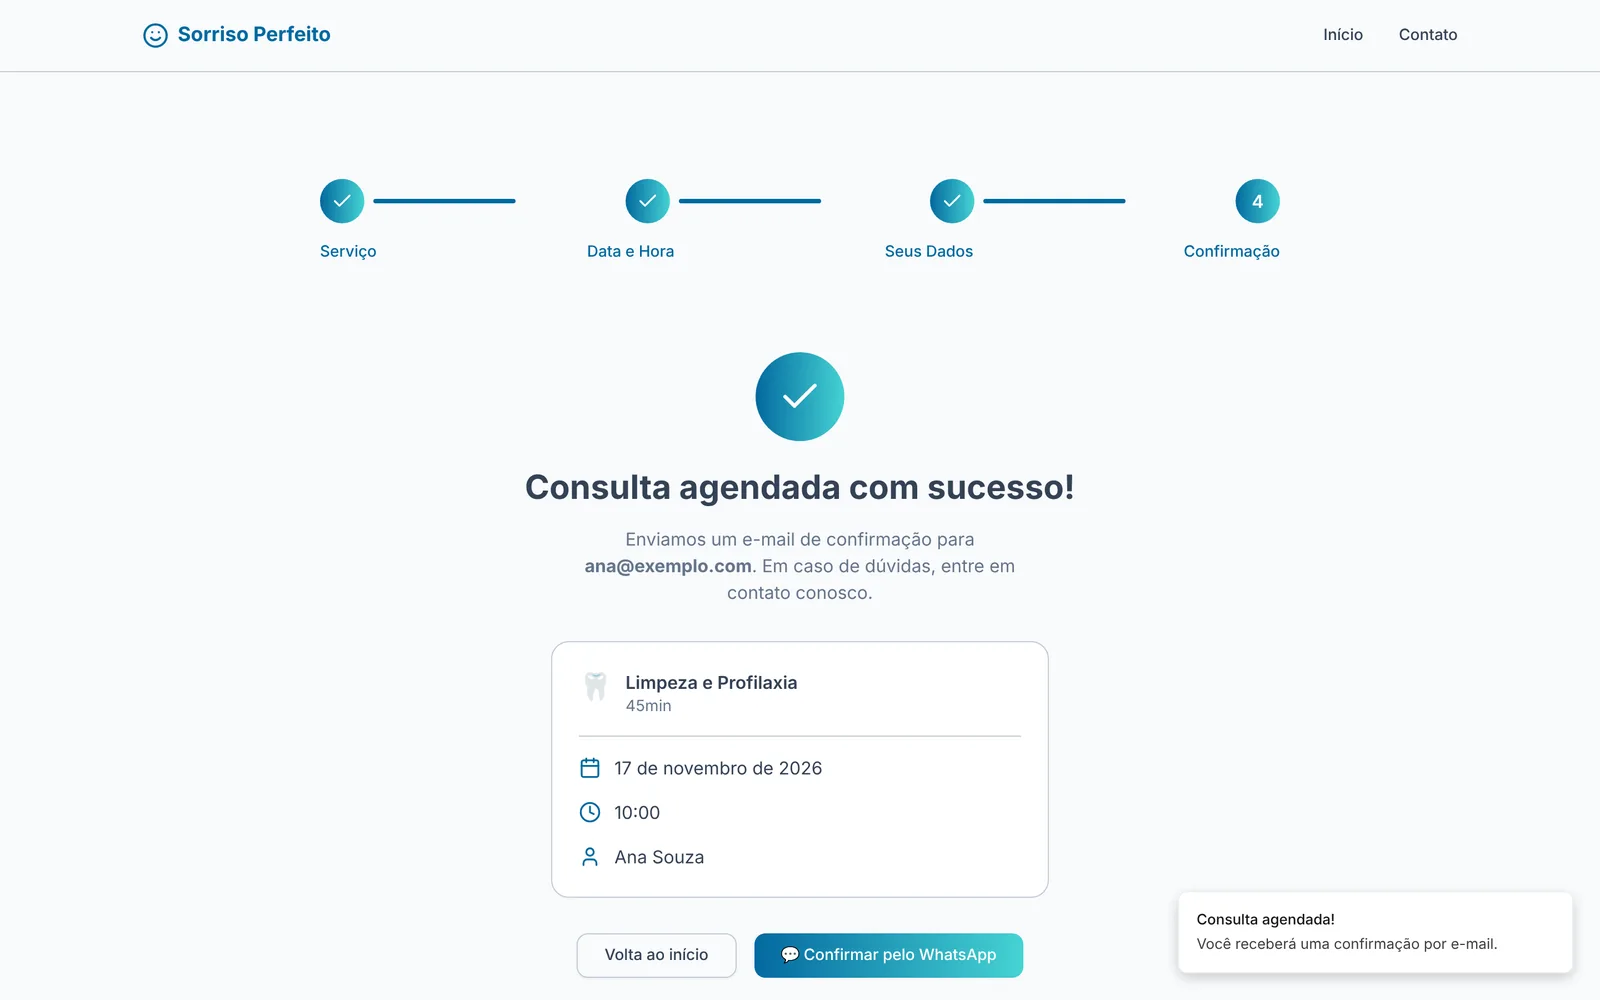 Sorriso Perfeito
Início
Contato
4
Serviço
Data e Hora
Seus Dados
Confirmação
Consulta agendada com sucesso!
Enviamos um e-mail de confirmação para
ana@exemplo.com. Em caso de dúvidas, entre em
contato conosco.
Limpeza e Profilaxia
45min
17 de novembro de 2026
10:00
Ana Souza
Volta ao início
💬 Confirmar pelo WhatsApp
Consulta agendada!
Você receberá uma confirmação por e-mail.